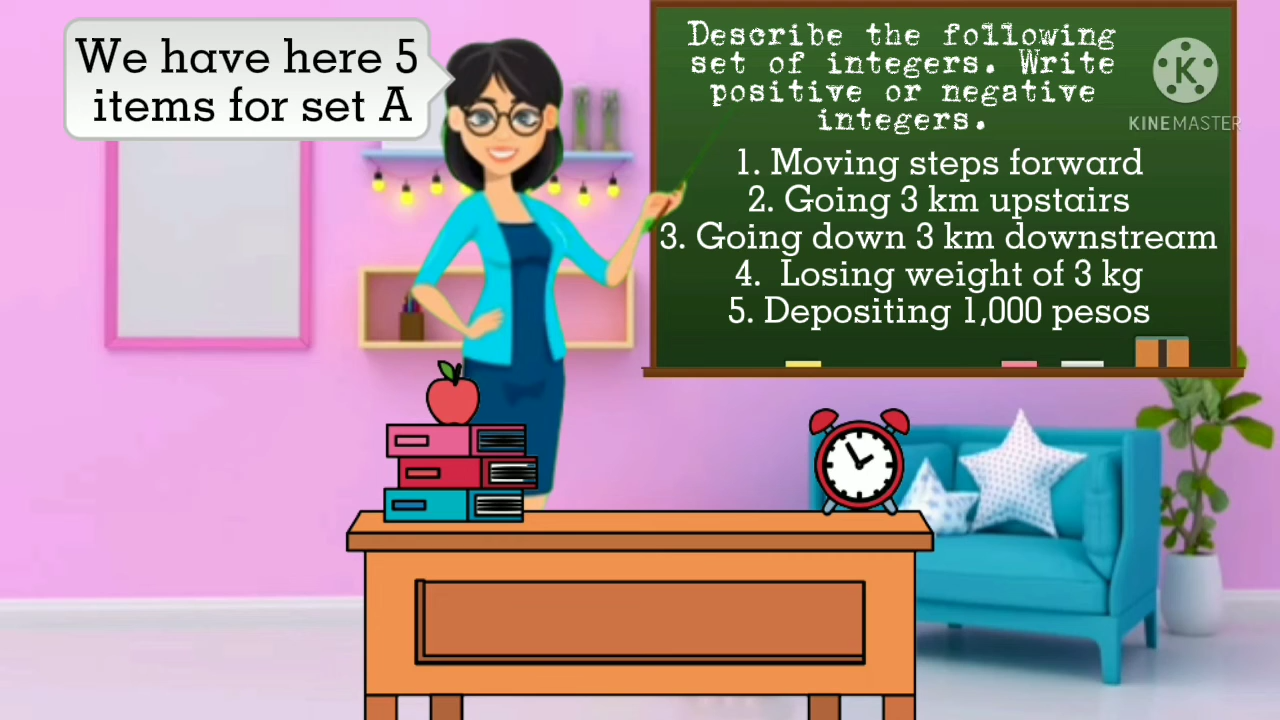 We have here 5
items for set A
Describe the following
set of integers. Write
positive or negative
integers.
K
KINEMASTER
1. Moving steps forward
2. Going 3 km upstairs
3. Going down 3 km downstream
4. Losing weight of 3 kg
5. Depositing 1,000 pesos